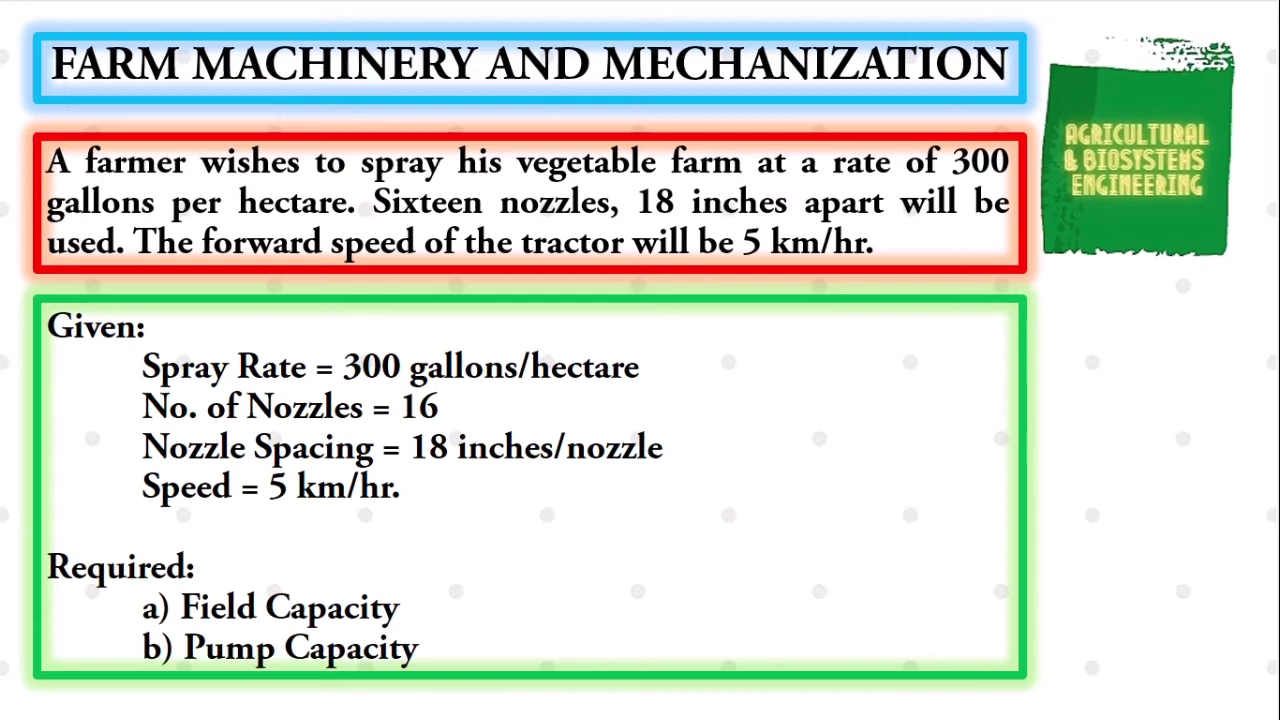 FARM MACHINERY AND MECHANIZATION
A farmer wishes to spray his vegetable farm at a rate of 300
gallons per hectare. Sixteen nozzles, 18 inches apart will be
used. The forward speed of the tractor will be 5 km/hr.
AGRICULTURAL
& BIOSYSTEMS
ENGINEERING
Given:
Spray Rate = 300 gallons/hectare
No. of Nozzles = 16
Nozzle Spacing = 18 inches/nozzle
Speed = 5 km/hr.
Required:
a) Field Capacity
b) Pump Capacity